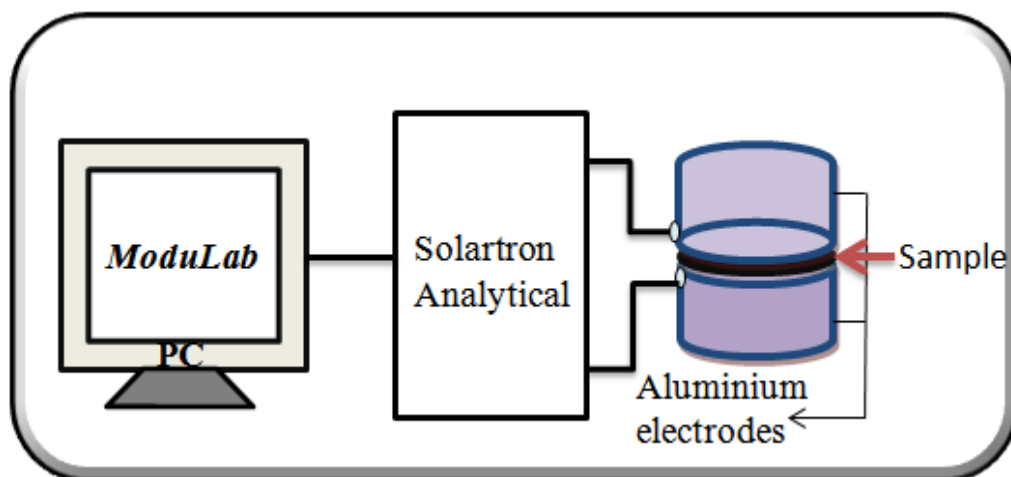 ModuLab
PC
Solartron
Analytical
Sample
Aluminium
electrodes